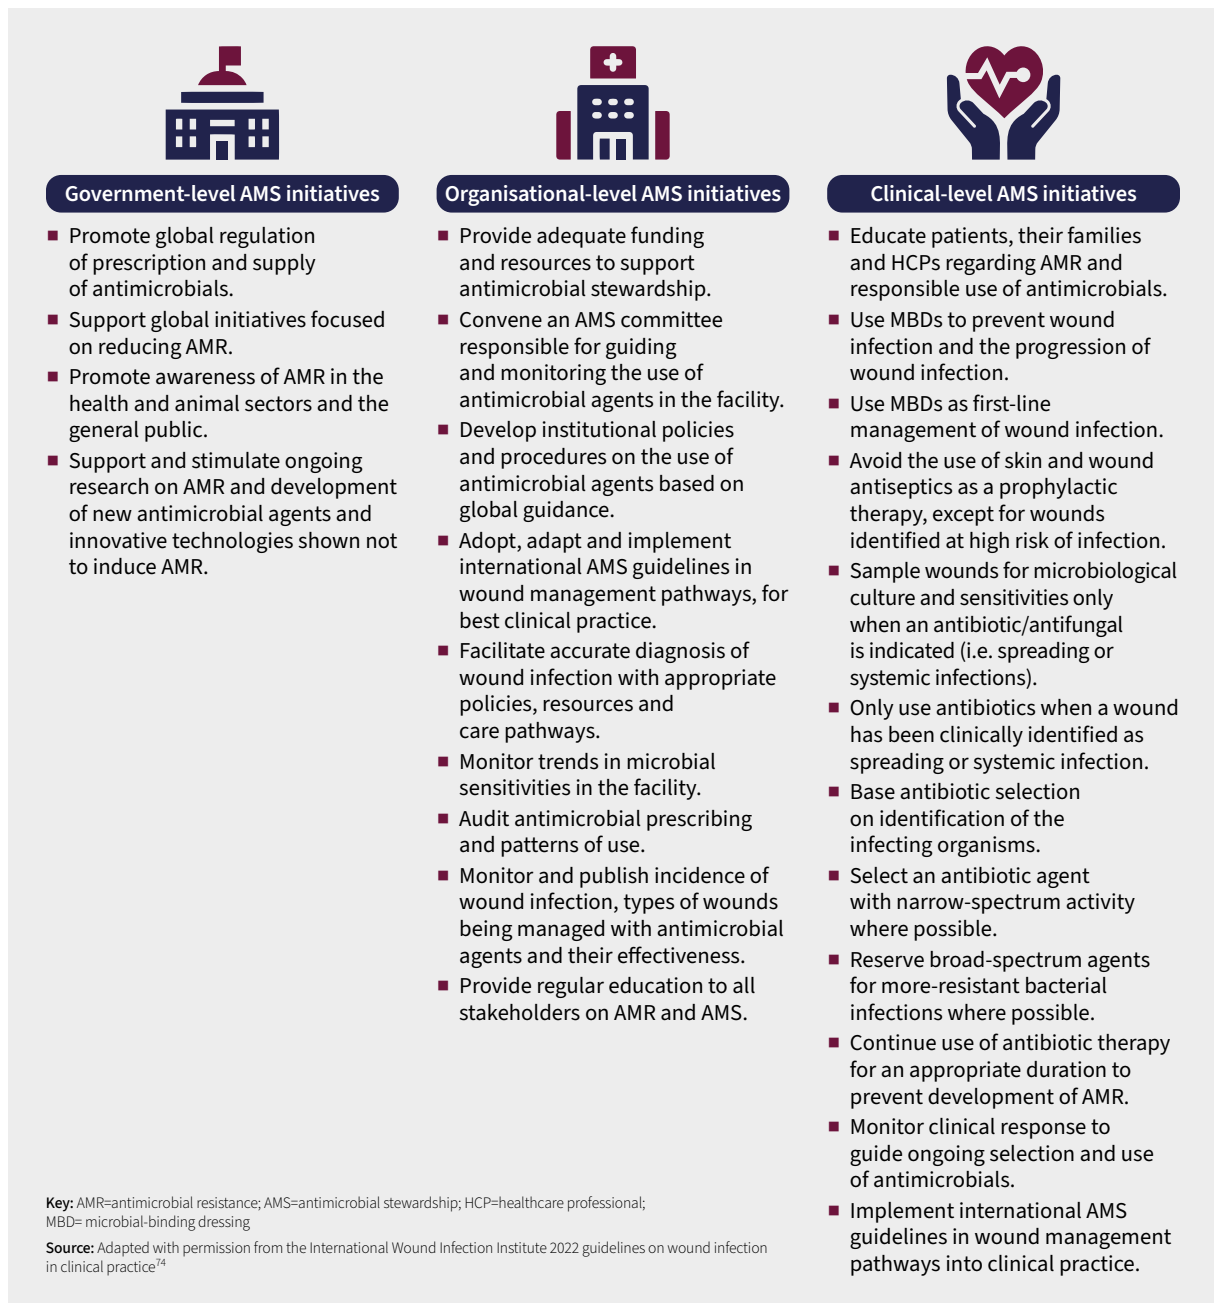 Government-level AMS initiatives
Promote global regulation
of prescription and supply
of antimicrobials.
Support global initiatives focused
on reducing AMR.
Promote awareness of AMR in the
health and animal sectors and the
general public.
Support and stimulate ongoing
research on AMR and development
of new antimicrobial agents and
innovative technologies shown not
to induce AMR.
Organisational-level AMS initiatives
Provide adequate funding
and resources to support
antimicrobial stewardship.
Convene an AMS committee
responsible for guiding
and monitoring the use of
antimicrobial agents in the facility.
Develop institutional policies
and procedures on the use of
antimicrobial agents based on
global guidance.
Adopt, adapt and implement
international AMS guidelines in
wound management pathways, for
best clinical practice.
Facilitate accurate diagnosis of
wound infection with appropriate
policies, resources and
care pathways.
Monitor trends in microbial
sensitivities in the facility.
Audit antimicrobial prescribing
and patterns of use.
Monitor and publish incidence of
wound infection, types of wounds
being managed with antimicrobial
agents and their effectiveness.
Provide regular education to all
stakeholders on AMR and AMS.
Clinical-level AMS initiatives
Educate patients, their families
and HCPs regarding AMR and
responsible use of antimicrobials.
Use MBDs to prevent wound
infection and the progression of
wound infection.
Use MBDs as first-line
management of wound infection.
Avoid the use of skin and wound
antiseptics as a prophylactic
therapy, except for wounds
identified at high risk of infection.
Sample wounds for microbiological
culture and sensitivities only
when an antibiotic/antifungal
is indicated (i.e. spreading or
systemic infections).
Only use antibiotics when a wound
has been clinically identified as
spreading or systemic infection.
Base antibiotic selection
on identification of the
infecting organisms.
Select an antibiotic agent
with narrow-spectrum activity
where possible.
Reserve broad-spectrum agents
for more-resistant bacterial
infections where possible.
Continue use of antibiotic therapy
for an appropriate duration to
prevent development of AMR.
Monitor clinical response to
guide ongoing selection and use
of antimicrobials.
Implement international AMS
guidelines in wound management
pathways into clinical practice.
Key: AMR=antimicrobial resistance; AMS=antimicrobial stewardship; HCP=healthcare professional;
MBD= microbial-binding dressing
Source: Adapted with permission from the International Wound Infection Institute 2022 guidelines on wound infection
in clinical practice74